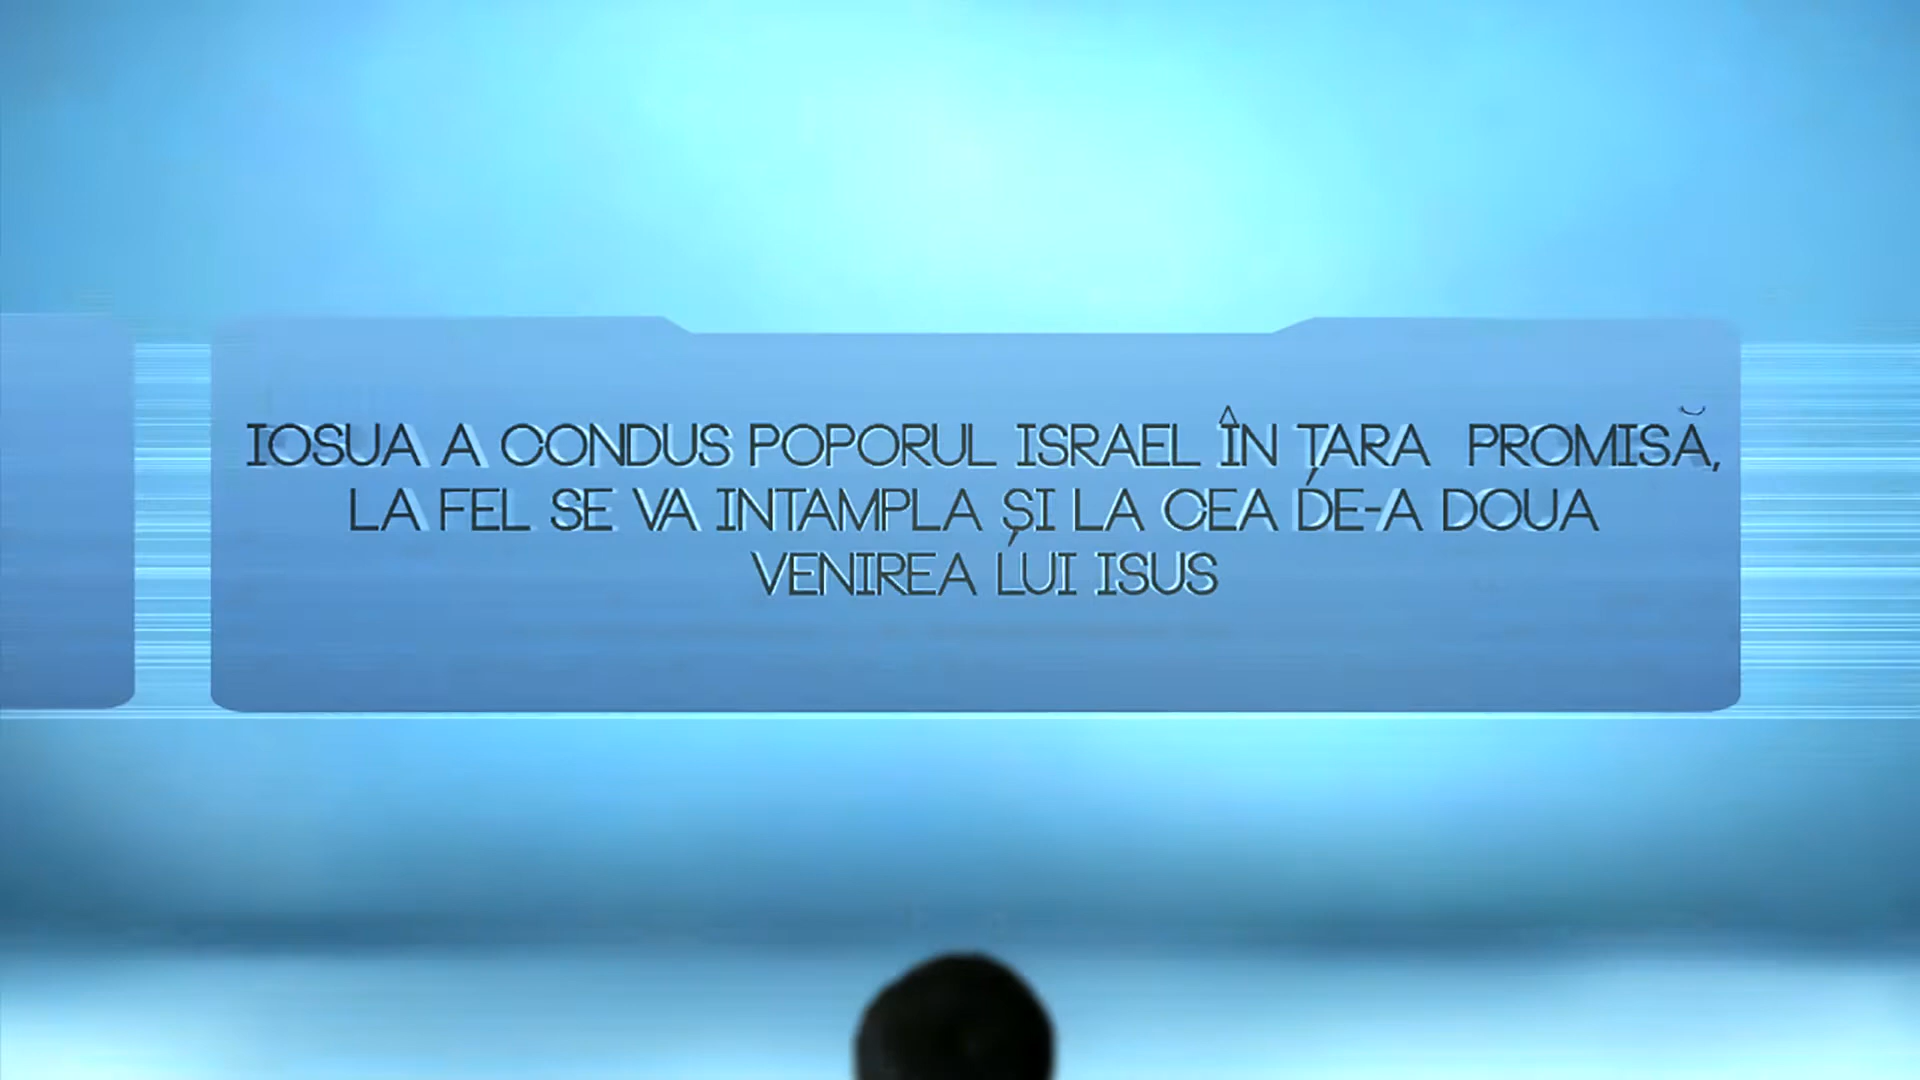 IOSUA A CONDUS POPORUL ISRAEL ÎN ȚARA PROMISĂ,
LA FEL SE VA INTAMPLA ȘI LA CEA DE-A DOUA
VENIREA LUI ISUS